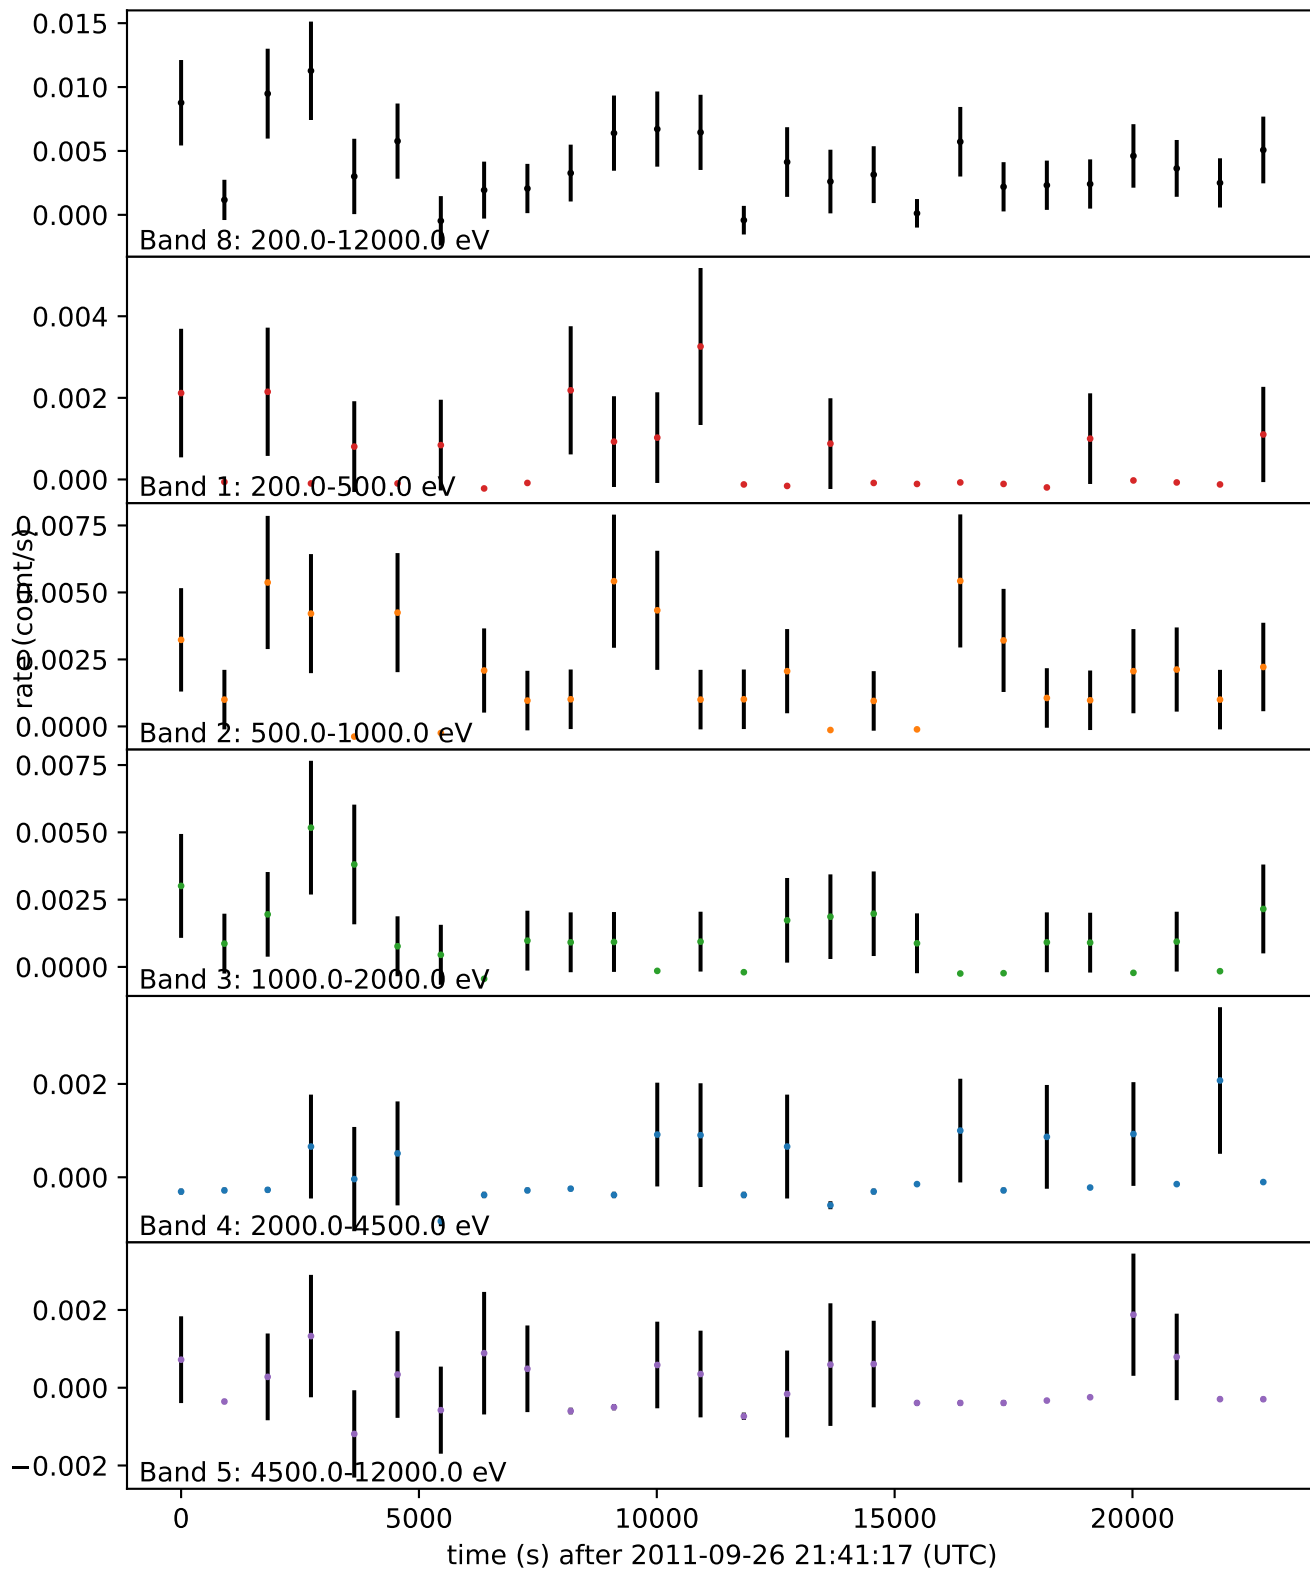 0.015
0.010
0.005
0.000
Band 8: 200.0-12000.0 eV
0.004
0.002
0.000
Band 1: 200.0-500.0 eV
rate (count/s)
0.0075
0.0050
0.0025
0.0000
Band 2: 500.0-1000.0 eV
0.0075
0.0050
0.0025
0.0000
Band 3: 1000.0-2000.0 eV
0.002
0.000
Band 4: 2000.0-4500.0 eV
0.002
0.000
−0.002
Band 5: 4500.0-12000.0 eV
0 5000 10000 15000 20000
time (s) after 2011-09-26 21:41:17 (UTC)